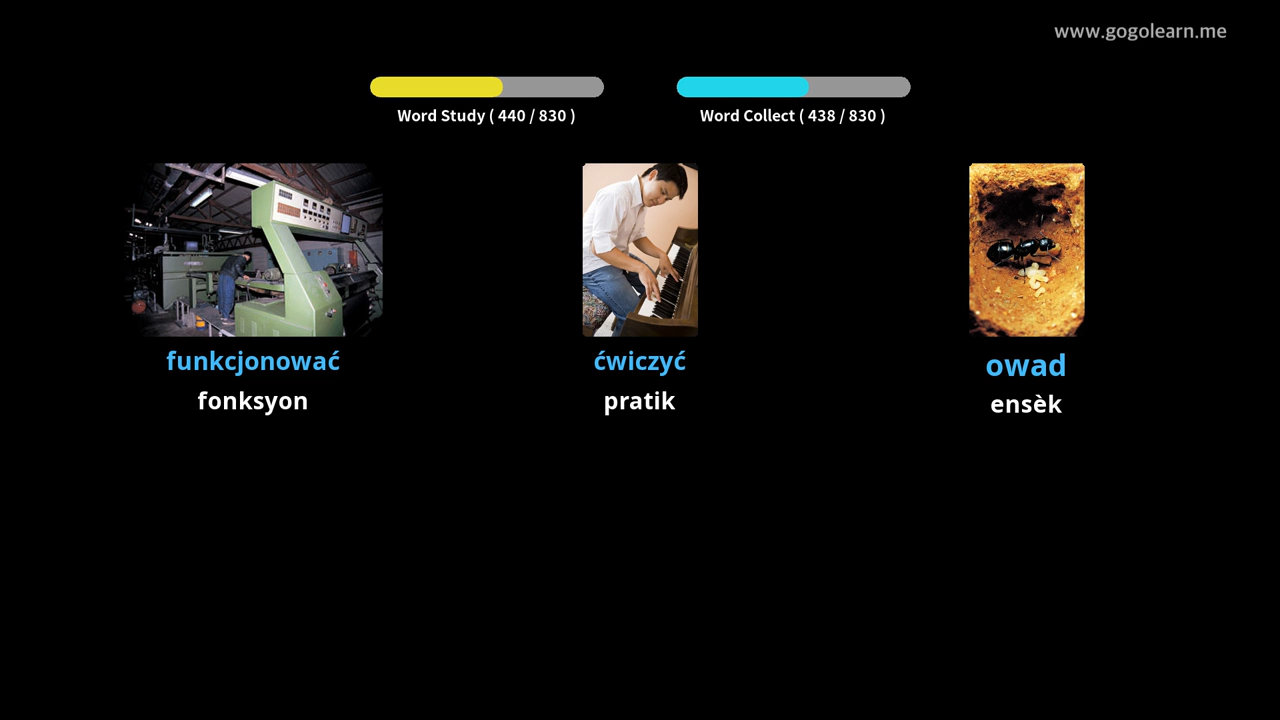 www.gogolearn.me
Word Study ( 440 / 830 )
Word Collect ( 438 / 830 )
funkcjonować
fonksyon
ćwiczyć
pratik
owad
ensèk